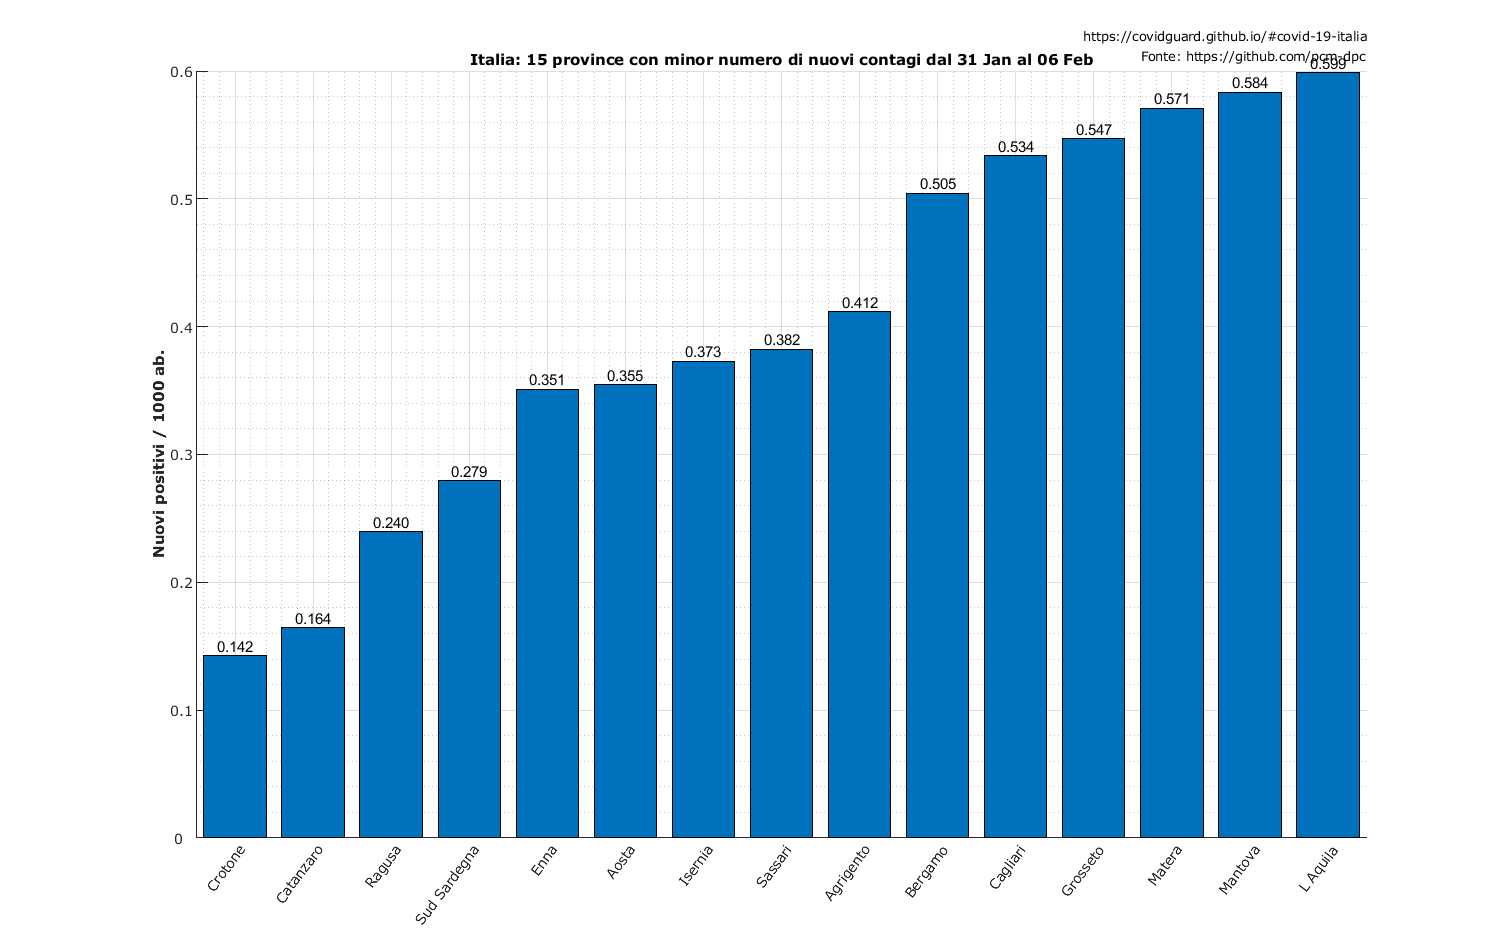 https://covidguard.github.io/#covid-19-italia
Italia: 15 province con minor numero di nuovi contagi dal 31 Jan al 06 Feb
Fonte: https://github.com/pcm-dpc
Nuovi positivi / 1000 ab.
0.6
0.5
0.4
0.3
0.2
0.1
0
0.142
0.164
0.240
0.279
0.351
0.355
0.373
0.382
0.412
0.505
0.534
0.547
0.571
0.584
0.599
Crotone
Catanzaro
Ragusa
Sud Sardegna
Enna
Aosta
Isernia
Sassari
Agrigento
Bergamo
Cagliari
Grosseto
Matera
Mantova
L Aquila